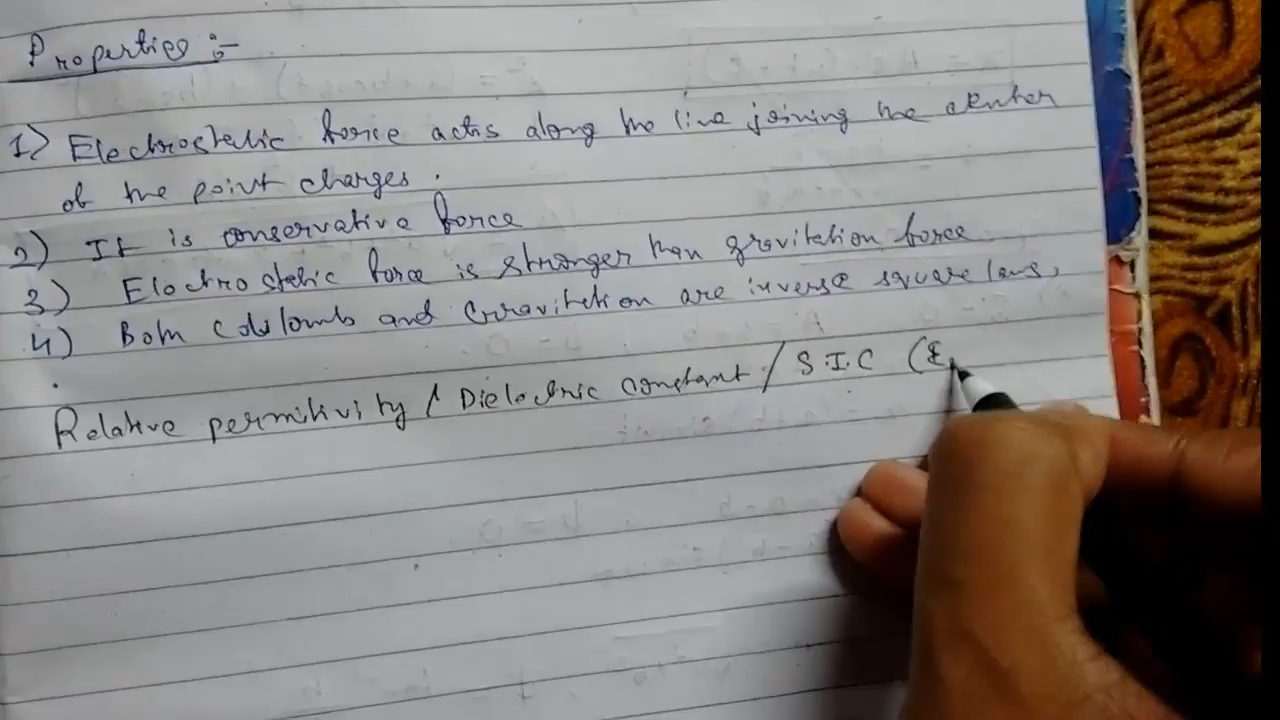 Properties :-
1) Electrostatic force acts along the line joining the center
of the point charges.
2) It is conservative force
3) Electrostatic force is stronger than gravitation force
4) Both Coloumb and Gravitation are inverse square laws,
Relative permitivity / Dielectric constant / S.I.C (ε